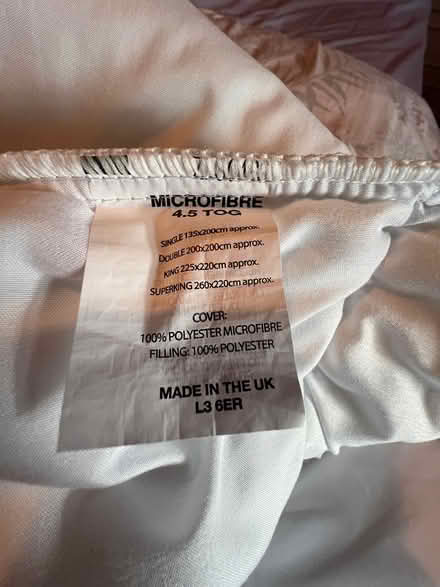 MiCROFIBRE
4.5 TOG
SINGLE 135x200cm approx.
DOUBLE 200x200cm approx.
KING 225x220cm approx.
SUPERKING 260x220cm approx.
COVER:
100% POLYESTER MICROFIBRE
FILLING: 100% POLYESTER
MADE IN THE UK
L3 6ER